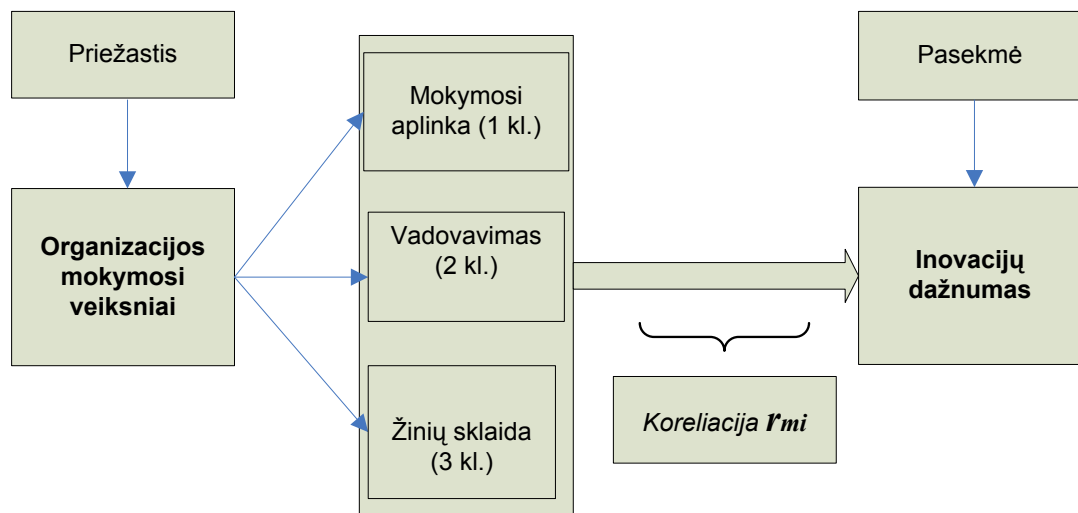 Priežastis
Organizacijos
mokymosi
veiksniai
Mokymosi
aplinka (1 kl.)
Vadovavimas
(2 kl.)
Žinių sklaida
(3 kl.)
Koreliacija rmi
Pasekmė
Inovacijų
dažnumas